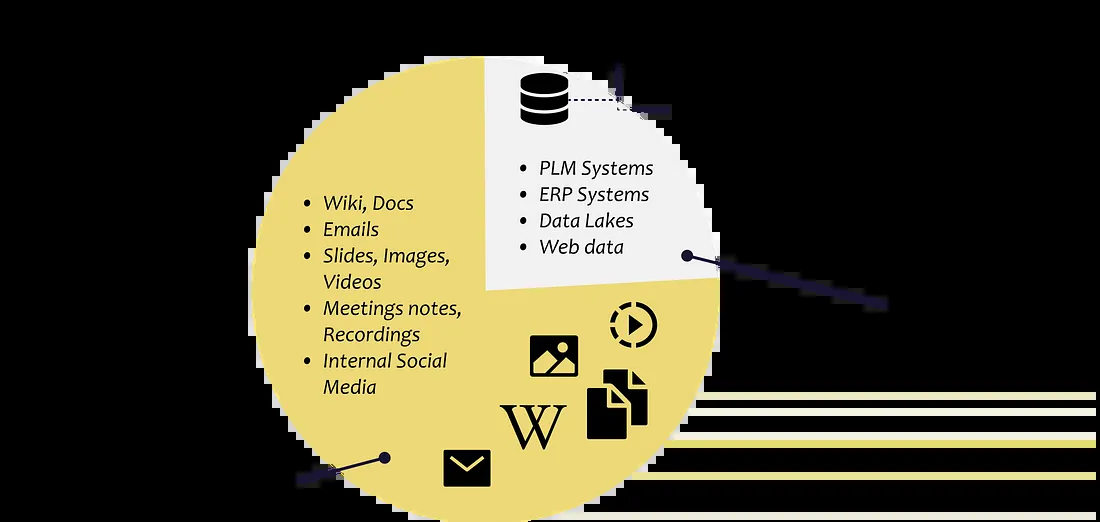 • PLM Systems
• ERP Systems
• Data Lakes
• Web data
• Wiki, Docs
• Emails
• Slides, Images,
Videos
• Meetings notes,
Recordings
• Internal Social
Media
W